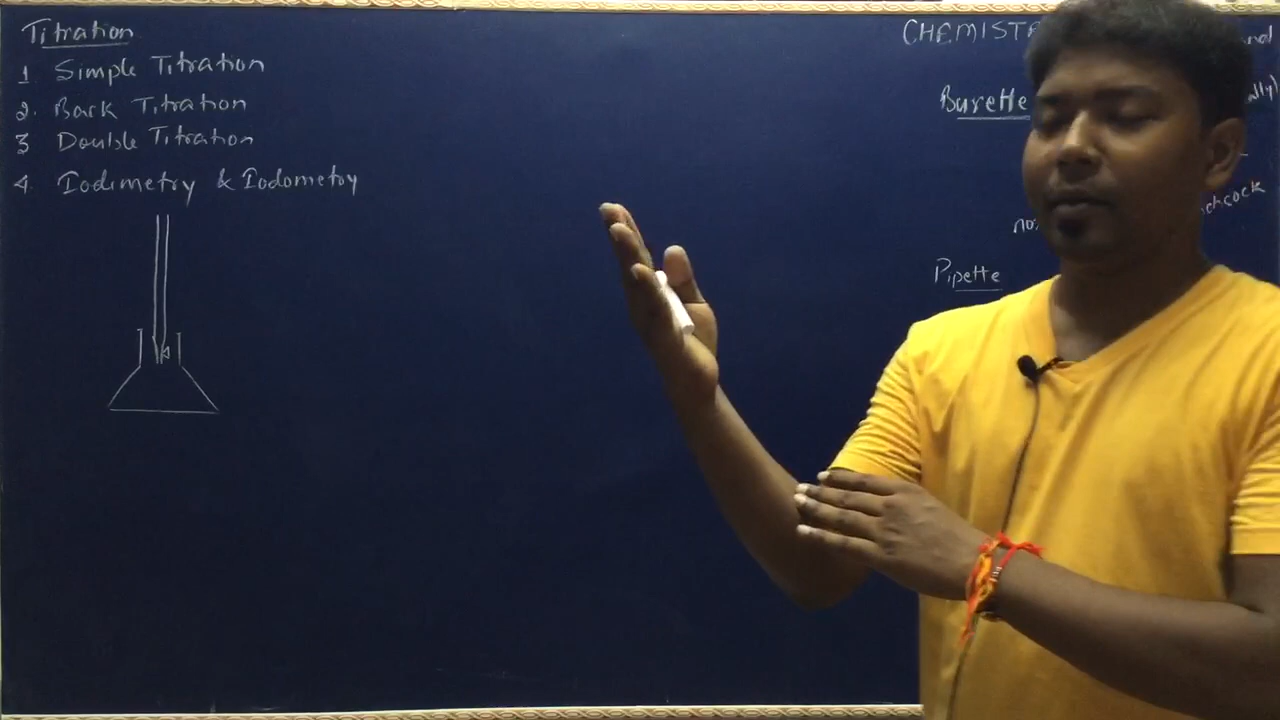 Titration
1 Simple Titration
2. Back Titration
3 Double Titration
4. Iodimetry & Iodometry
CHEMIST
Burette
Pipette